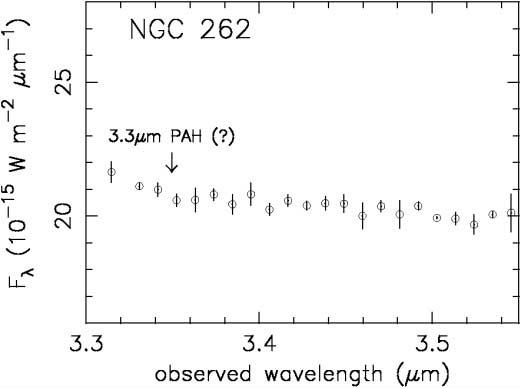 NGC 262
25
3.3μm PAH (?)
↓
20
F_λ (10^−15 W m^−2 μm^−1)
3.3 3.4 3.5
observed wavelength (μm)